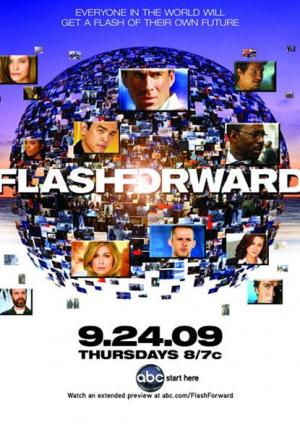 EVERYONE IN THE WORLD WILL
GET A FLASH OF THEIR OWN FUTURE
FLASHFORWARD
9.24.09
THURSDAYS 8/7c
abc start here
Watch an extended preview at abc.com/FlashForward